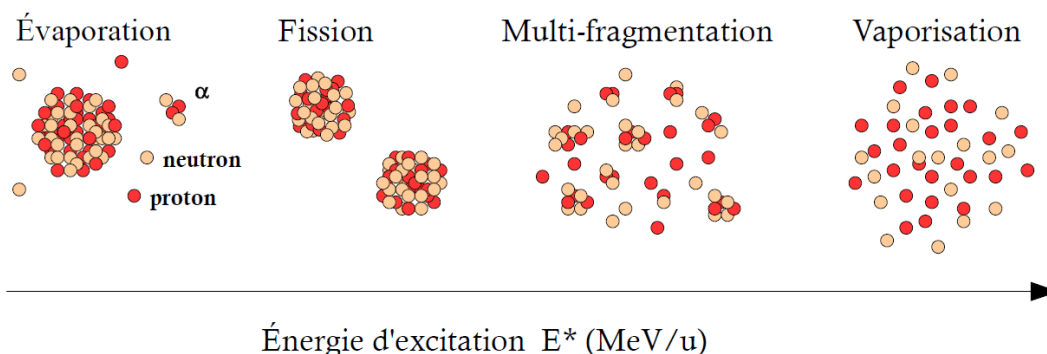 Évaporation
Fission
Multi-fragmentation
Vaporisation
α
neutron
proton
Énergie d'excitation E* (MeV/u)